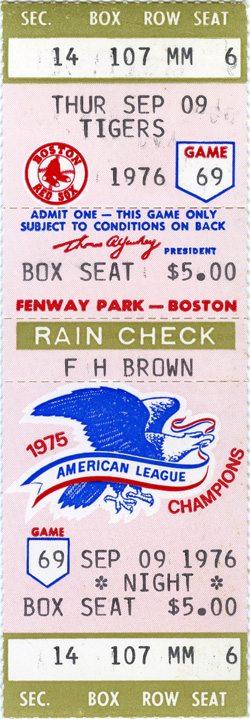 SEC. BOX ROW SEAT
14 107 MM 6
THUR SEP 09
TIGERS
BOSTON
RED SOX
1976
GAME
69
ADMIT ONE — THIS GAME ONLY
SUBJECT TO CONDITIONS ON BACK
PRESIDENT
BOX SEAT $5.00
FENWAY PARK — BOSTON
RAIN CHECK
F H BROWN
1975
AMERICAN LEAGUE
CHAMPIONS
GAME
69 SEP 09 1976
* NIGHT *
BOX SEAT $5.00
14 107 MM 6
SEC. BOX ROW SEAT